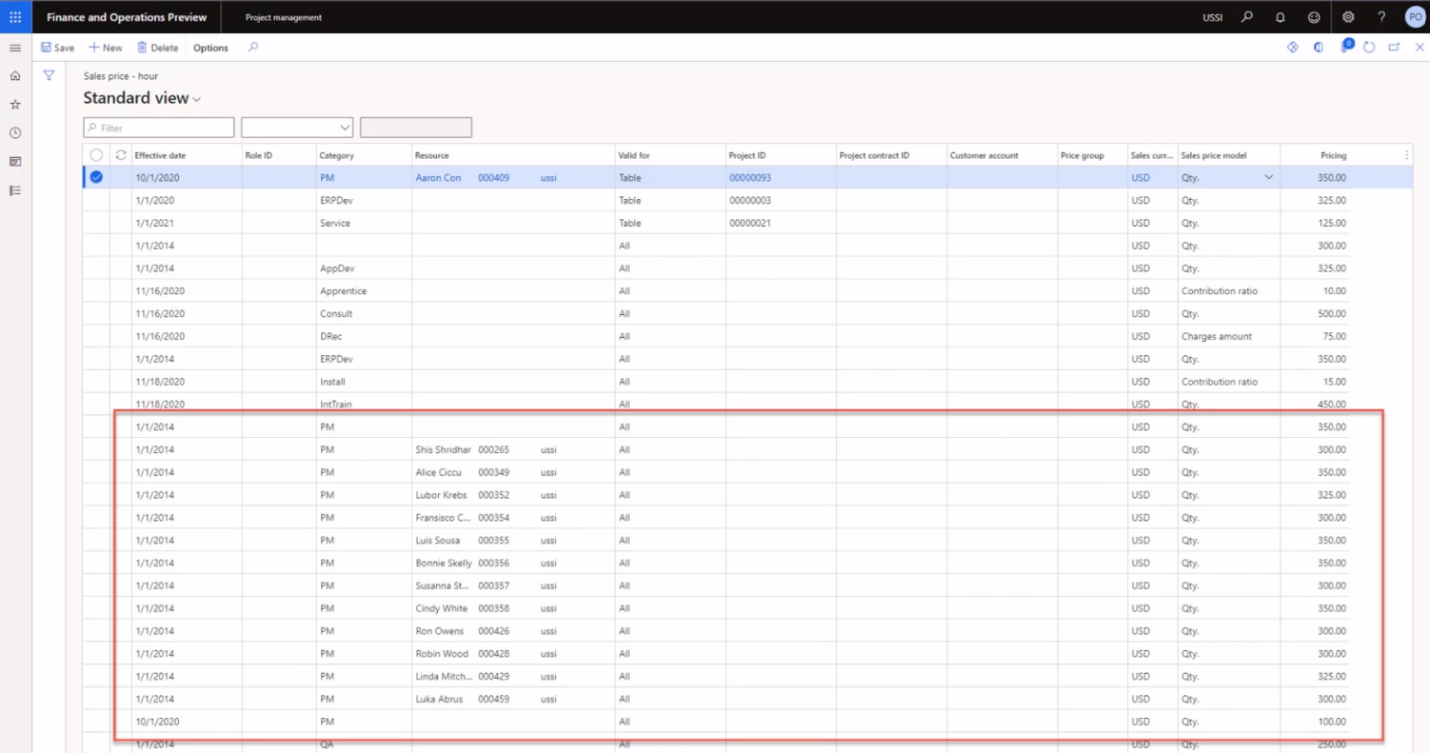 Finance and Operations Preview Project management USSI ? PO
Save New Delete Options 0
Sales price - hour
Standard view
Filter
Effective date Role ID Category Resource Valid for Project ID Project contract ID Customer account Price group Sales curr... Sales price model Pricing
10/1/2020 PM Aaron Con 000409 ussi Table 00000093 USD Qty. 350.00
1/1/2020 ERPDev Table 00000003 USD Qty. 325.00
1/1/2021 Service Table 00000021 USD Qty. 125.00
1/1/2014 All USD Qty. 300.00
1/1/2014 AppDev All USD Qty. 325.00
11/16/2020 Apprentice All USD Contribution ratio 10.00
11/16/2020 Consult All USD Qty. 500.00
11/16/2020 DRec All USD Charges amount 75.00
1/1/2014 ERPDev All USD Qty. 350.00
11/18/2020 Install All USD Contribution ratio 15.00
11/18/2020 IntTrain All USD Qty. 450.00
1/1/2014 PM All USD Qty. 350.00
1/1/2014 PM Shis Shridhar 000265 ussi All USD Qty. 300.00
1/1/2014 PM Alice Ciccu 000349 ussi All USD Qty. 350.00
1/1/2014 PM Lubor Krebs 000352 ussi All USD Qty. 325.00
1/1/2014 PM Fransisco C... 000354 ussi All USD Qty. 300.00
1/1/2014 PM Luis Sousa 000355 ussi All USD Qty. 350.00
1/1/2014 PM Bonnie Skelly 000356 ussi All USD Qty. 350.00
1/1/2014 PM Susanna St... 000357 ussi All USD Qty. 300.00
1/1/2014 PM Cindy White 000358 ussi All USD Qty. 350.00
1/1/2014 PM Ron Owens 000426 ussi All USD Qty. 300.00
1/1/2014 PM Robin Wood 000428 ussi All USD Qty. 300.00
1/1/2014 PM Linda Mitch... 000429 ussi All USD Qty. 325.00
1/1/2014 PM Luka Abrus 000459 ussi All USD Qty. 300.00
10/1/2020 PM All USD Qty. 100.00
1/1/2014 QA All USD Qty. 250.00